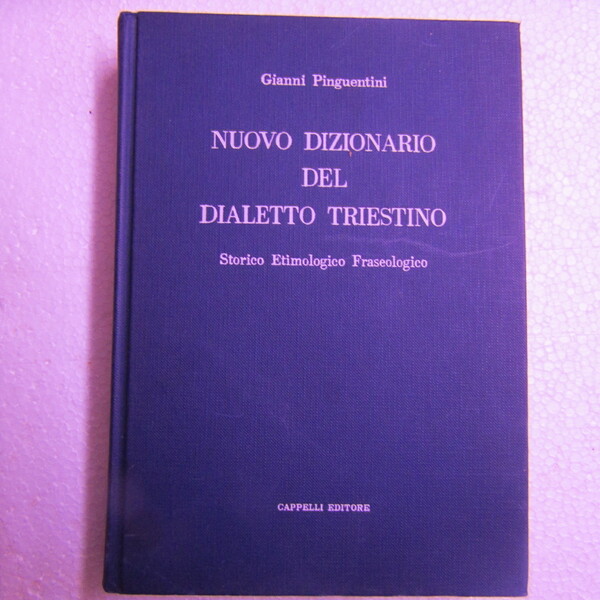 Gianni Pinguentini
NUOVO DIZIONARIO
DEL
DIALETTO TRIESTINO
Storico Etimologico Fraseologico
CAPPELLI EDITORE